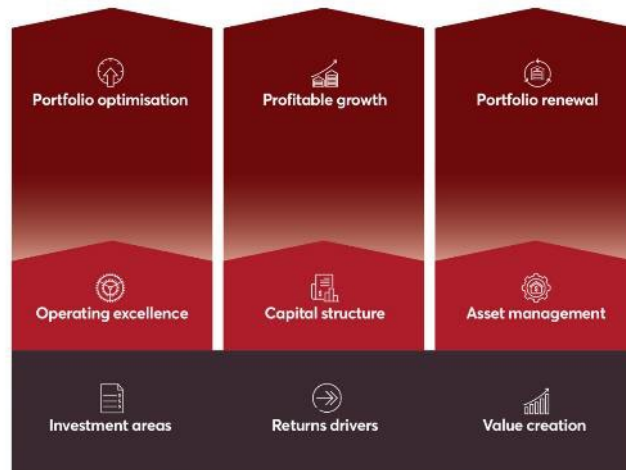 Portfolio optimisation
Profitable growth
Portfolio renewal
Operating excellence
Capital structure
Asset management
Investment areas
Returns drivers
Value creation